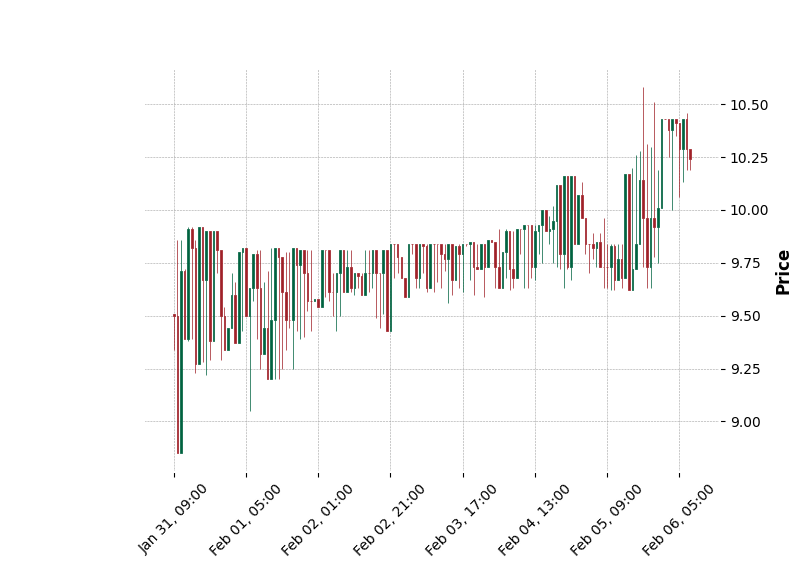 10.50
10.25
10.00
9.75
9.50
9.25
9.00
Price
Jan 31, 09:00
Feb 01, 05:00
Feb 02, 01:00
Feb 02, 21:00
Feb 03, 17:00
Feb 04, 13:00
Feb 05, 09:00
Feb 06, 05:00